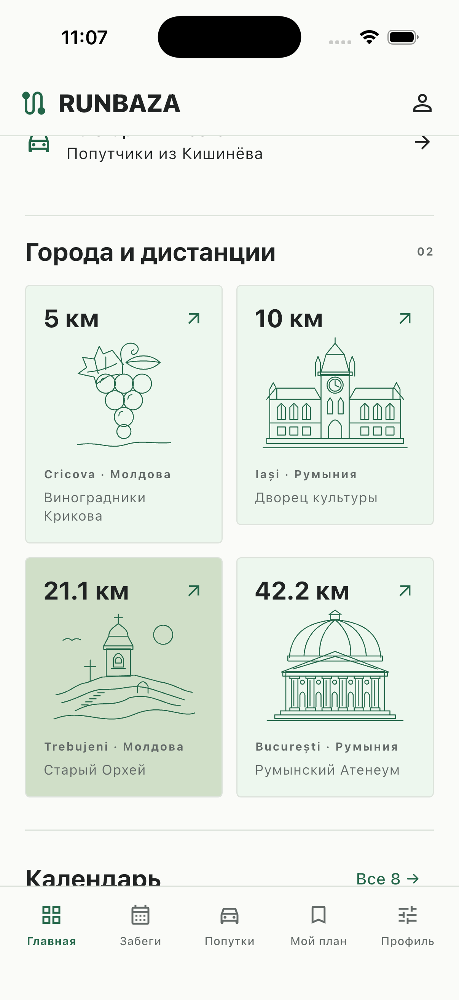 11:07
RUNBAZA
Попутчики из Кишинёва
Города и дистанции
02
5 км
Cricova · Молдова
Виноградники
Крикова
10 км
Iași · Румыния
Дворец культуры
21.1 км
Trebujeni · Молдова
Старый Орхей
42.2 км
București · Румыния
Румынский Атенеум
Календарь
Все 8 →
Главная
Забеги
Попутки
Мой план
Профиль